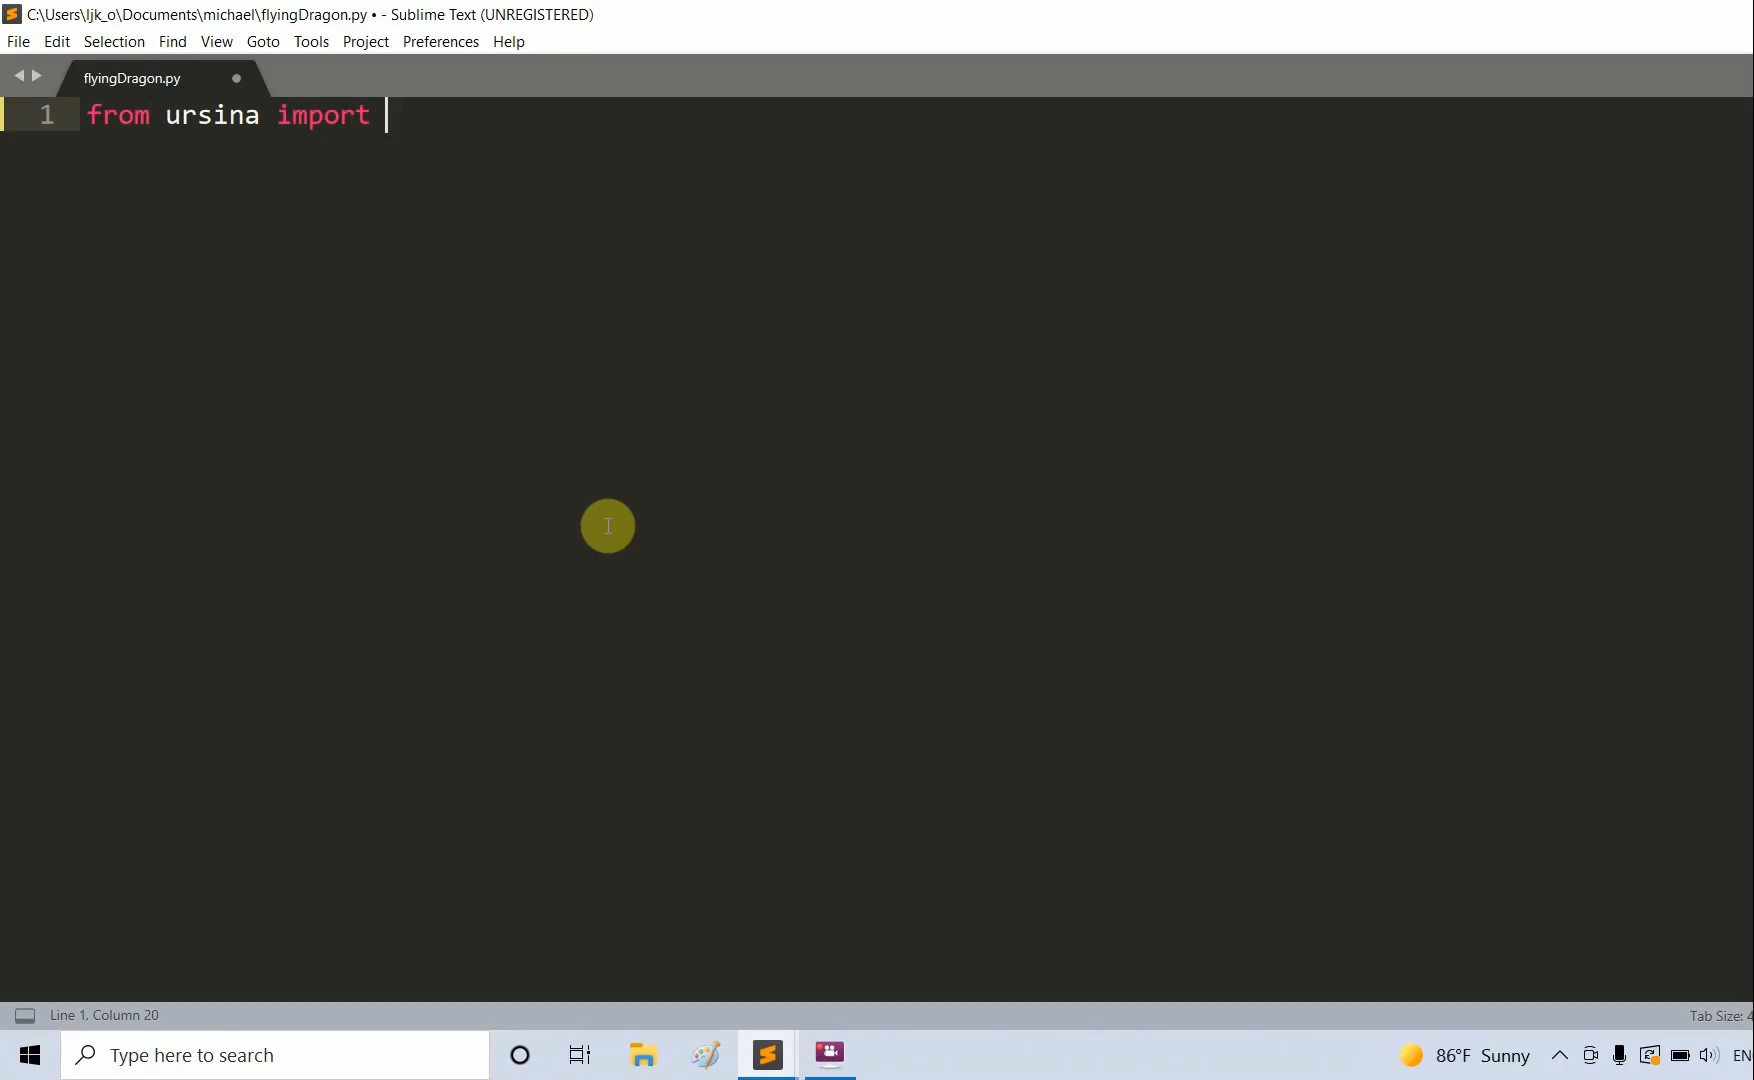 C:\Users\ljk_o\Documents\michael\flyingDragon.py • - Sublime Text (UNREGISTERED)
File Edit Selection Find View Goto Tools Project Preferences Help
flyingDragon.py
1 from ursina import
Line 1, Column 20
Tab Size: 4
Type here to search
86°F Sunny
EN